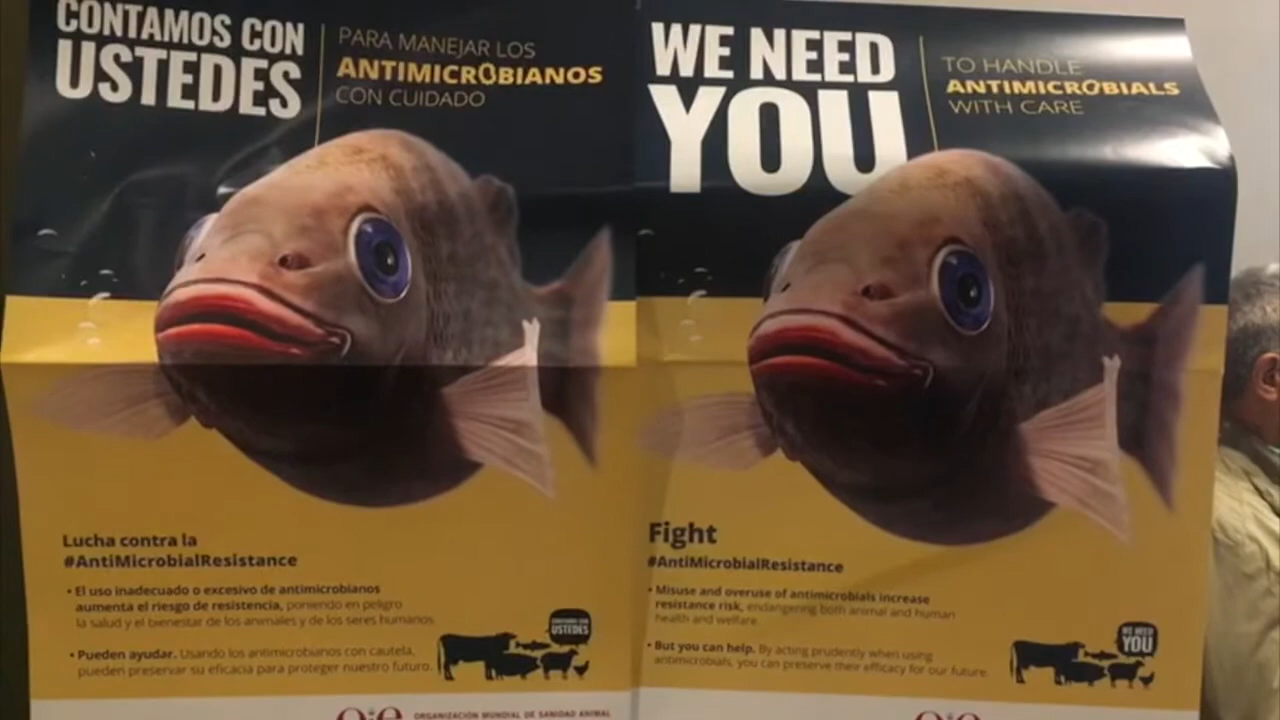 CONTAMOS CON
USTEDES
PARA MANEJAR LOS
ANTIMICROBIANOS
CON CUIDADO
Lucha contra la
#AntiMicrobialResistance
• El uso inadecuado o excesivo de antimicrobianos
aumenta el riesgo de resistencia, poniendo en peligro
la salud y el bienestar de los animales y de los seres humanos.
• Pueden ayudar. Usando los antimicrobianos con cautela,
pueden preservar su eficacia para proteger nuestro futuro.
CONTAMOS CON
USTEDES
oie ORGANIZACIÓN MUNDIAL DE SANIDAD ANIMAL
WE NEED
YOU
TO HANDLE
ANTIMICROBIALS
WITH CARE
Fight
#AntiMicrobialResistance
• Misuse and overuse of antimicrobials increase
resistance risk, endangering both animal and human
health and welfare.
• But you can help. By acting prudently when using
antimicrobials, you can preserve their efficacy for our future.
WE NEED
YOU
oie